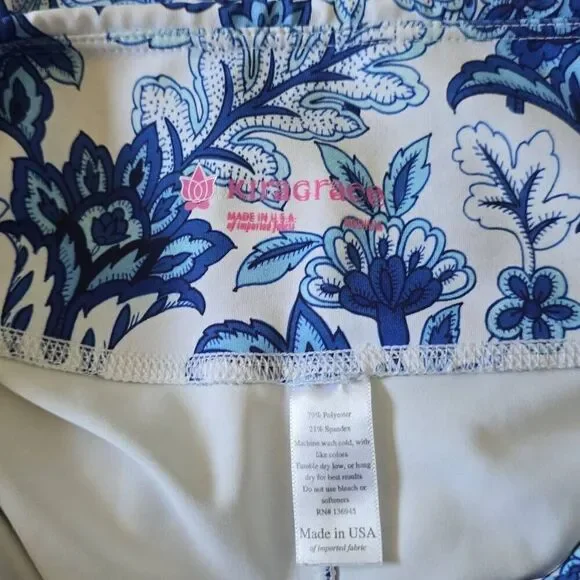 KIRAGRACE
MADE IN U.S.A.
of imported fabric
MEDIUM
79% Polyester
21% Spandex
Machine wash cold, with
like colors
Tumble dry low, or hang
dry for best results
Do not use bleach or
softeners
RN# 136945
Made in USA
of imported fabric